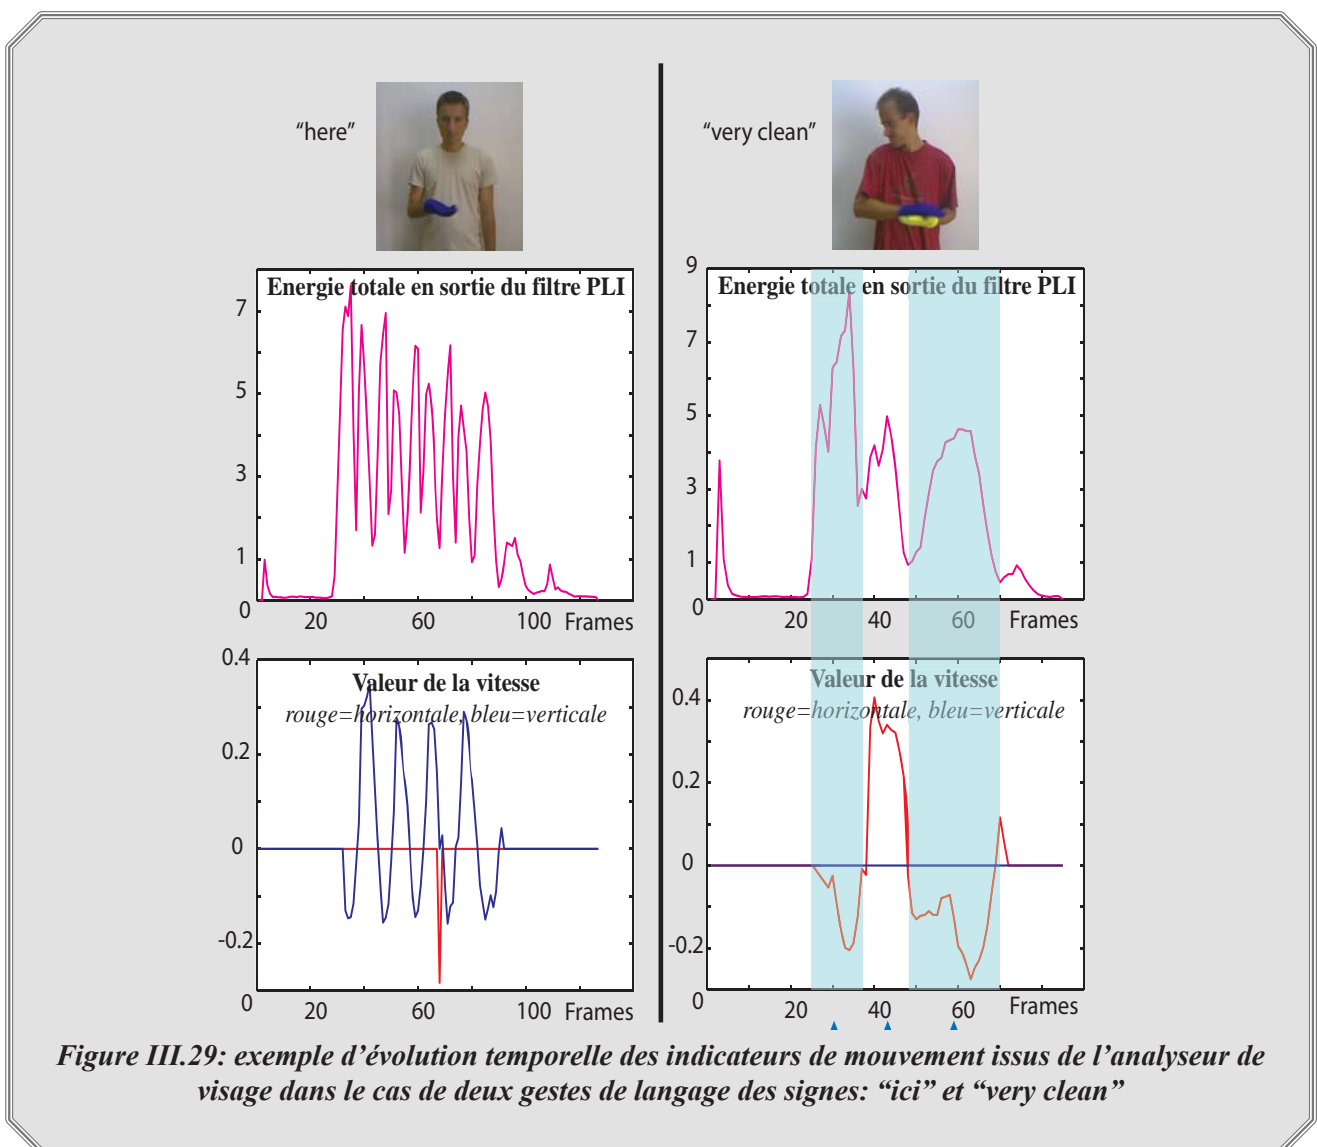 “here”
“very clean”
Energie totale en sortie du filtre PLI
7
5
3
1
0
20
60
100
Frames
Energie totale en sortie du filtre PLI
9
7
5
3
1
0
20
40
60
Frames
Valeur de la vitesse
rouge=horizontale, bleu=verticale
0.4
0.2
0
-0.2
0
20
60
100
Frames
Valeur de la vitesse
rouge=horizontale, bleu=verticale
0.4
0.2
0
-0.2
0
20
40
60
Frames
Figure III.29: exemple d’évolution temporelle des indicateurs de mouvement issus de l’analyseur de
visage dans le cas de deux gestes de langage des signes: “ici” et “very clean”